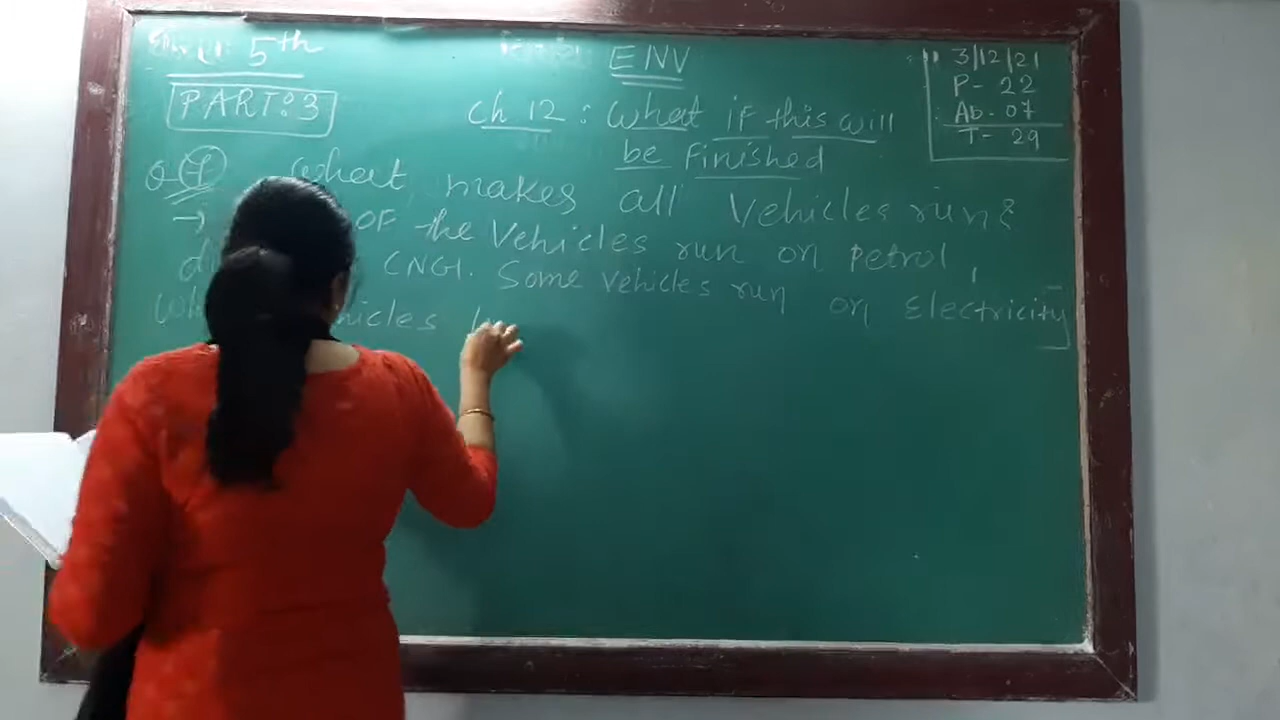 5th
ENV
3/12/21
P- 22
Ab- 07
T- 29
PART:3
Ch 12 : What if this will
be Finished
Q-4 What makes all Vehicles run?
→ OF the Vehicles run on petrol,
CNG. Some vehicles run on Electricity